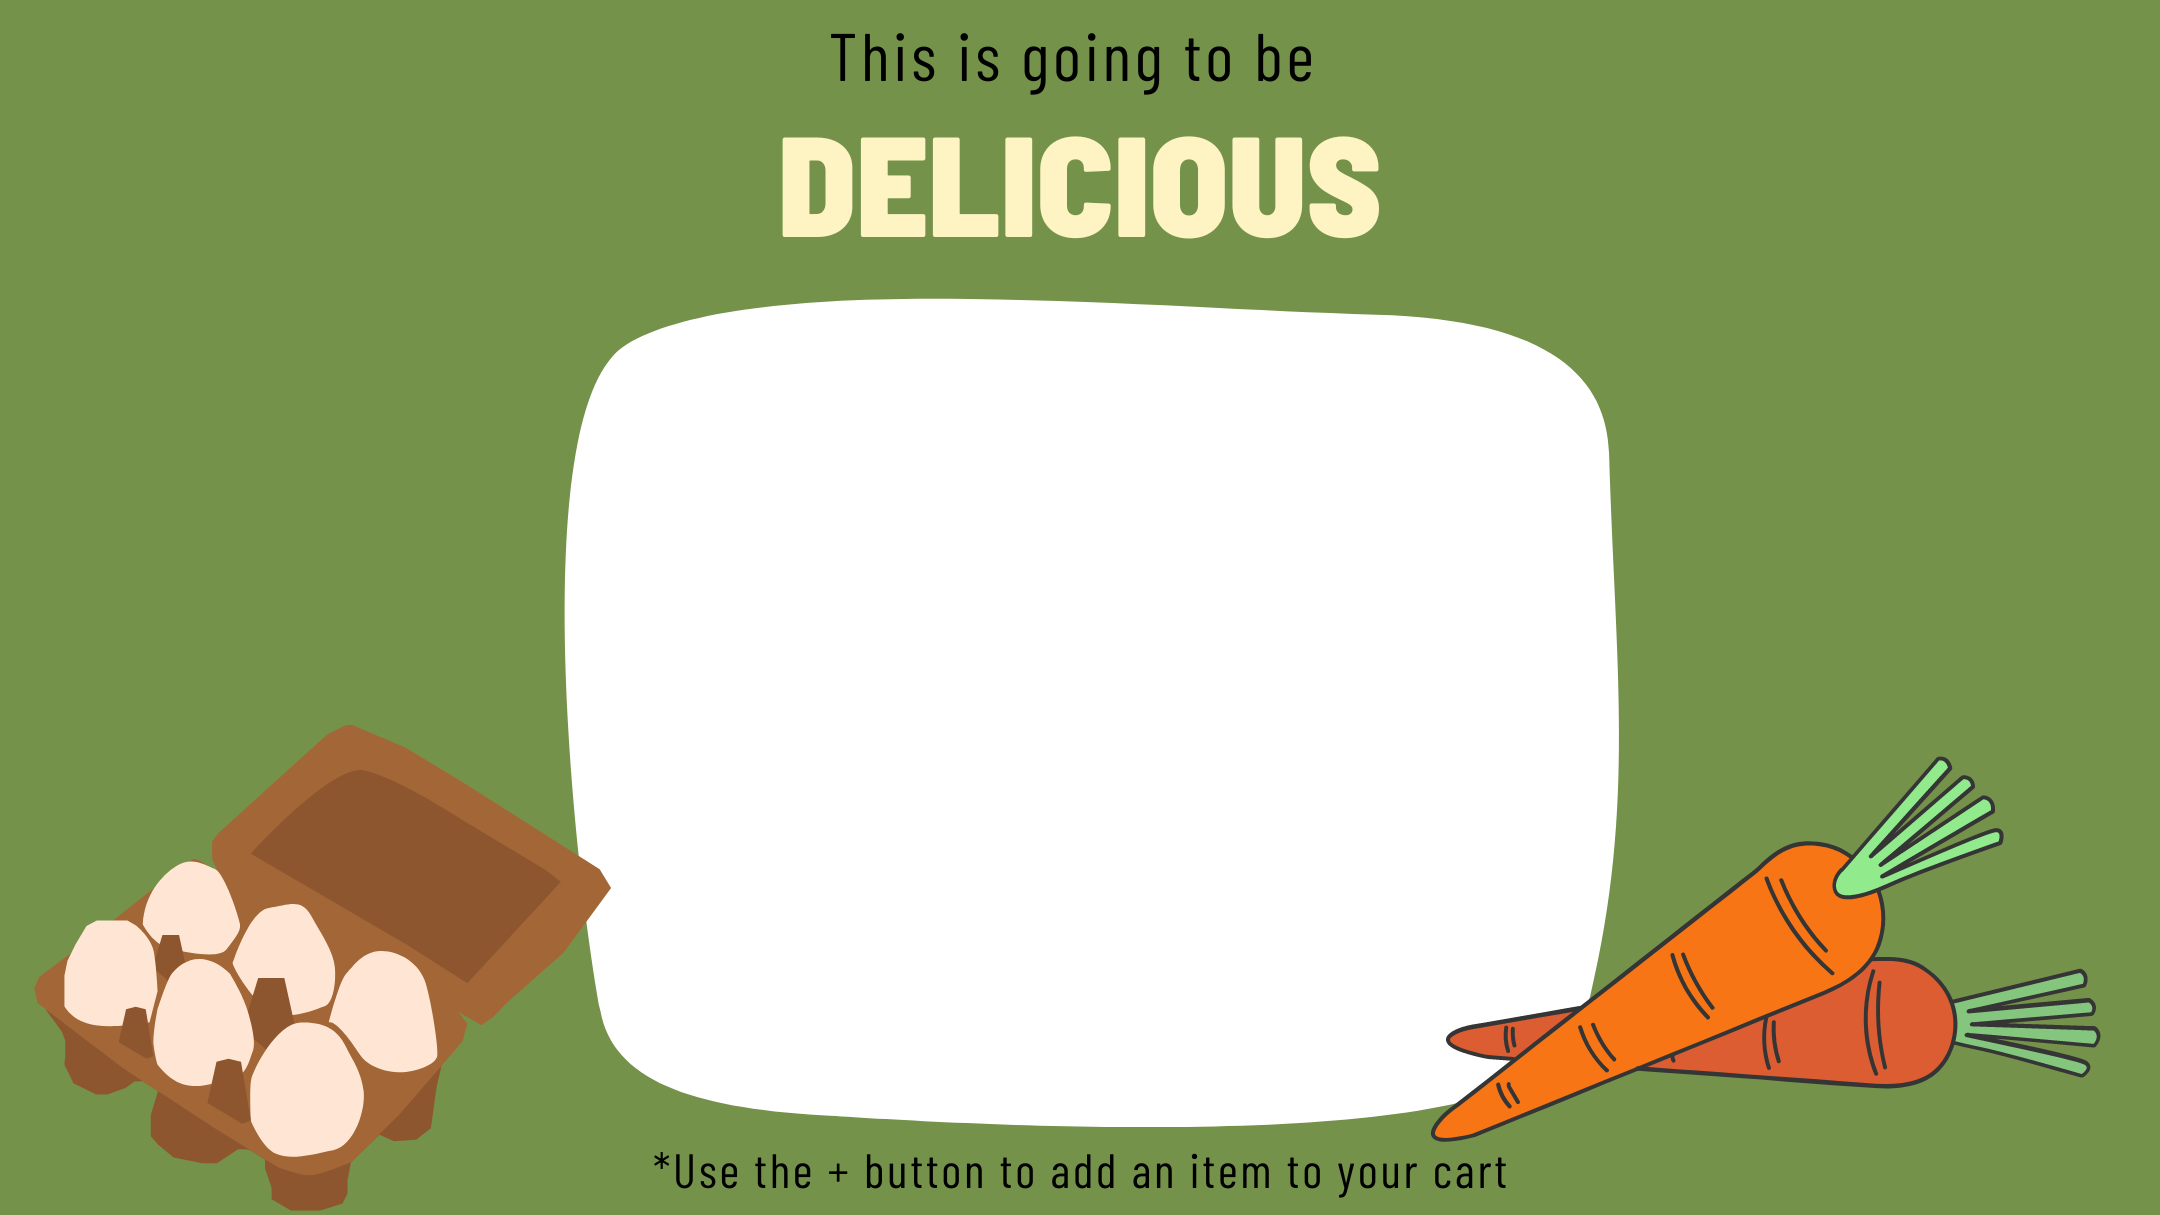 This is going to be
DELICIOUS
*Use the + button to add an item to your cart